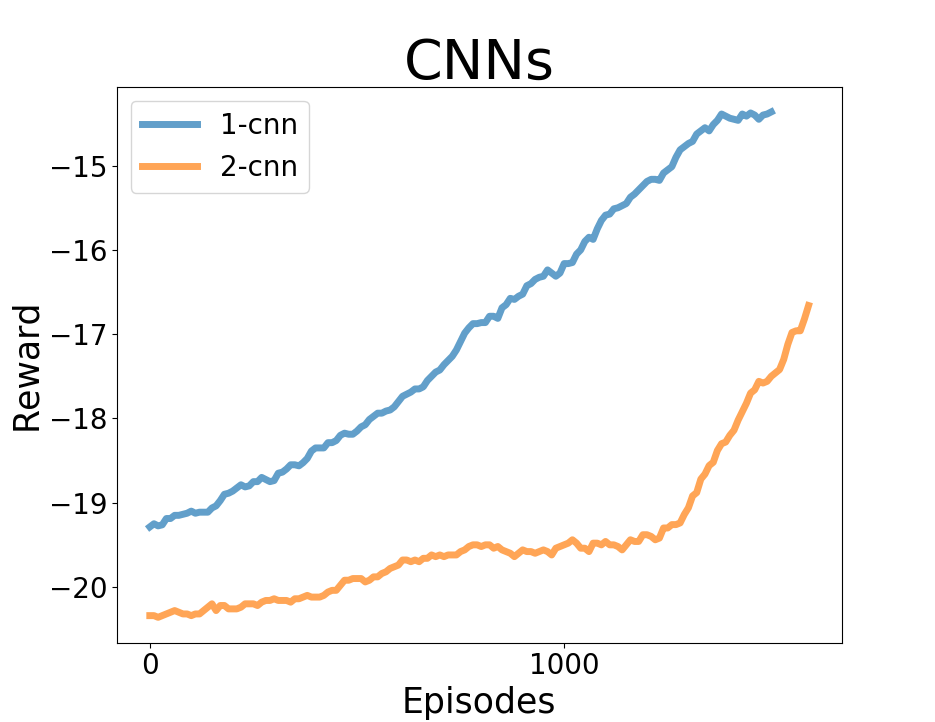 CNNs
1-cnn
2-cnn
−15
−16
−17
−18
−19
−20
Reward
0 1000
Episodes